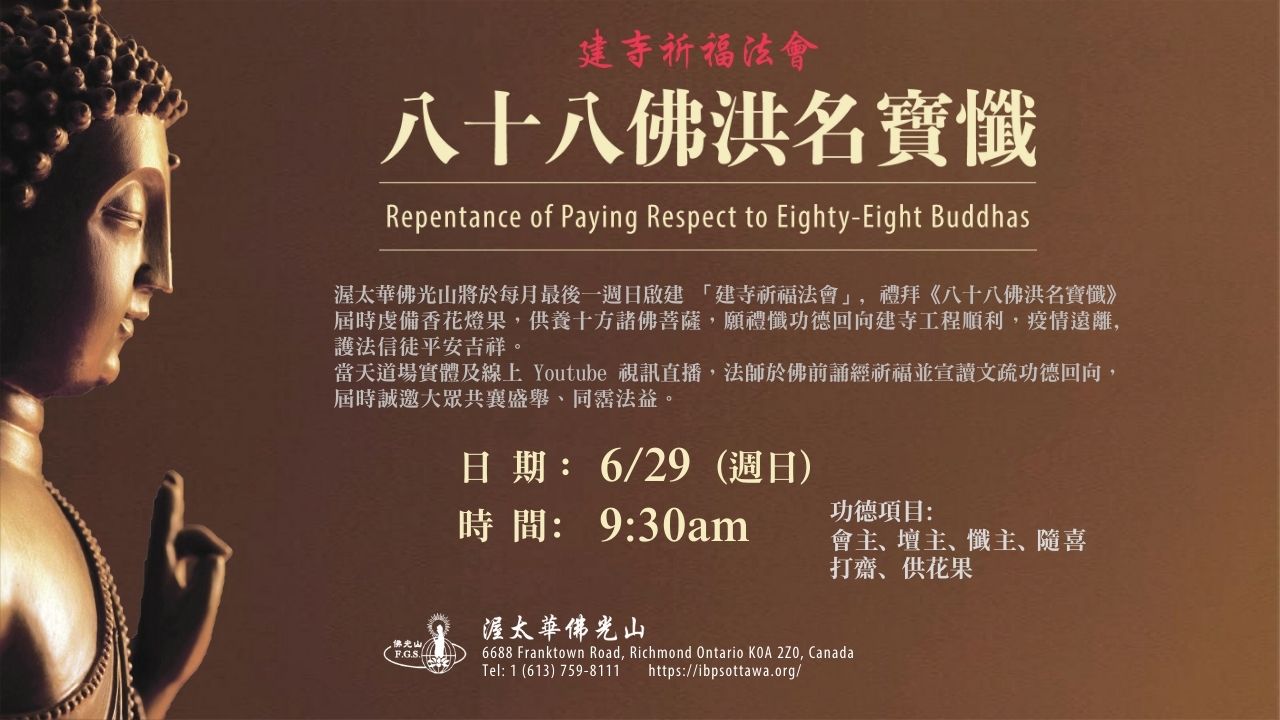 建寺祈福法會
八十八佛洪名寶懺
Repentance of Paying Respect to Eighty-Eight Buddhas
渥太華佛光山將於每月最後一週日啟建 「建寺祈福法會」, 禮拜《八十八佛洪名寶懺》
屆時虔備香花燈果，供養十方諸佛菩薩，願禮懺功德回向建寺工程順利，疫情遠離,
護法信徒平安吉祥。
當天道場實體及線上 Youtube 視訊直播，法師於佛前誦經祈福並宣讀文疏功德回向，
屆時誠邀大眾共襄盛舉、同霑法益。
日 期： 6/29 (週日)
時 間: 9:30am
功德項目:
會主、壇主、懺主、隨喜
打齋、供花果
佛光山
F.G.S.
渥太華佛光山
6688 Franktown Road, Richmond Ontario K0A 2Z0, Canada
Tel: 1 (613) 759-8111 https://ibpsottawa.org/